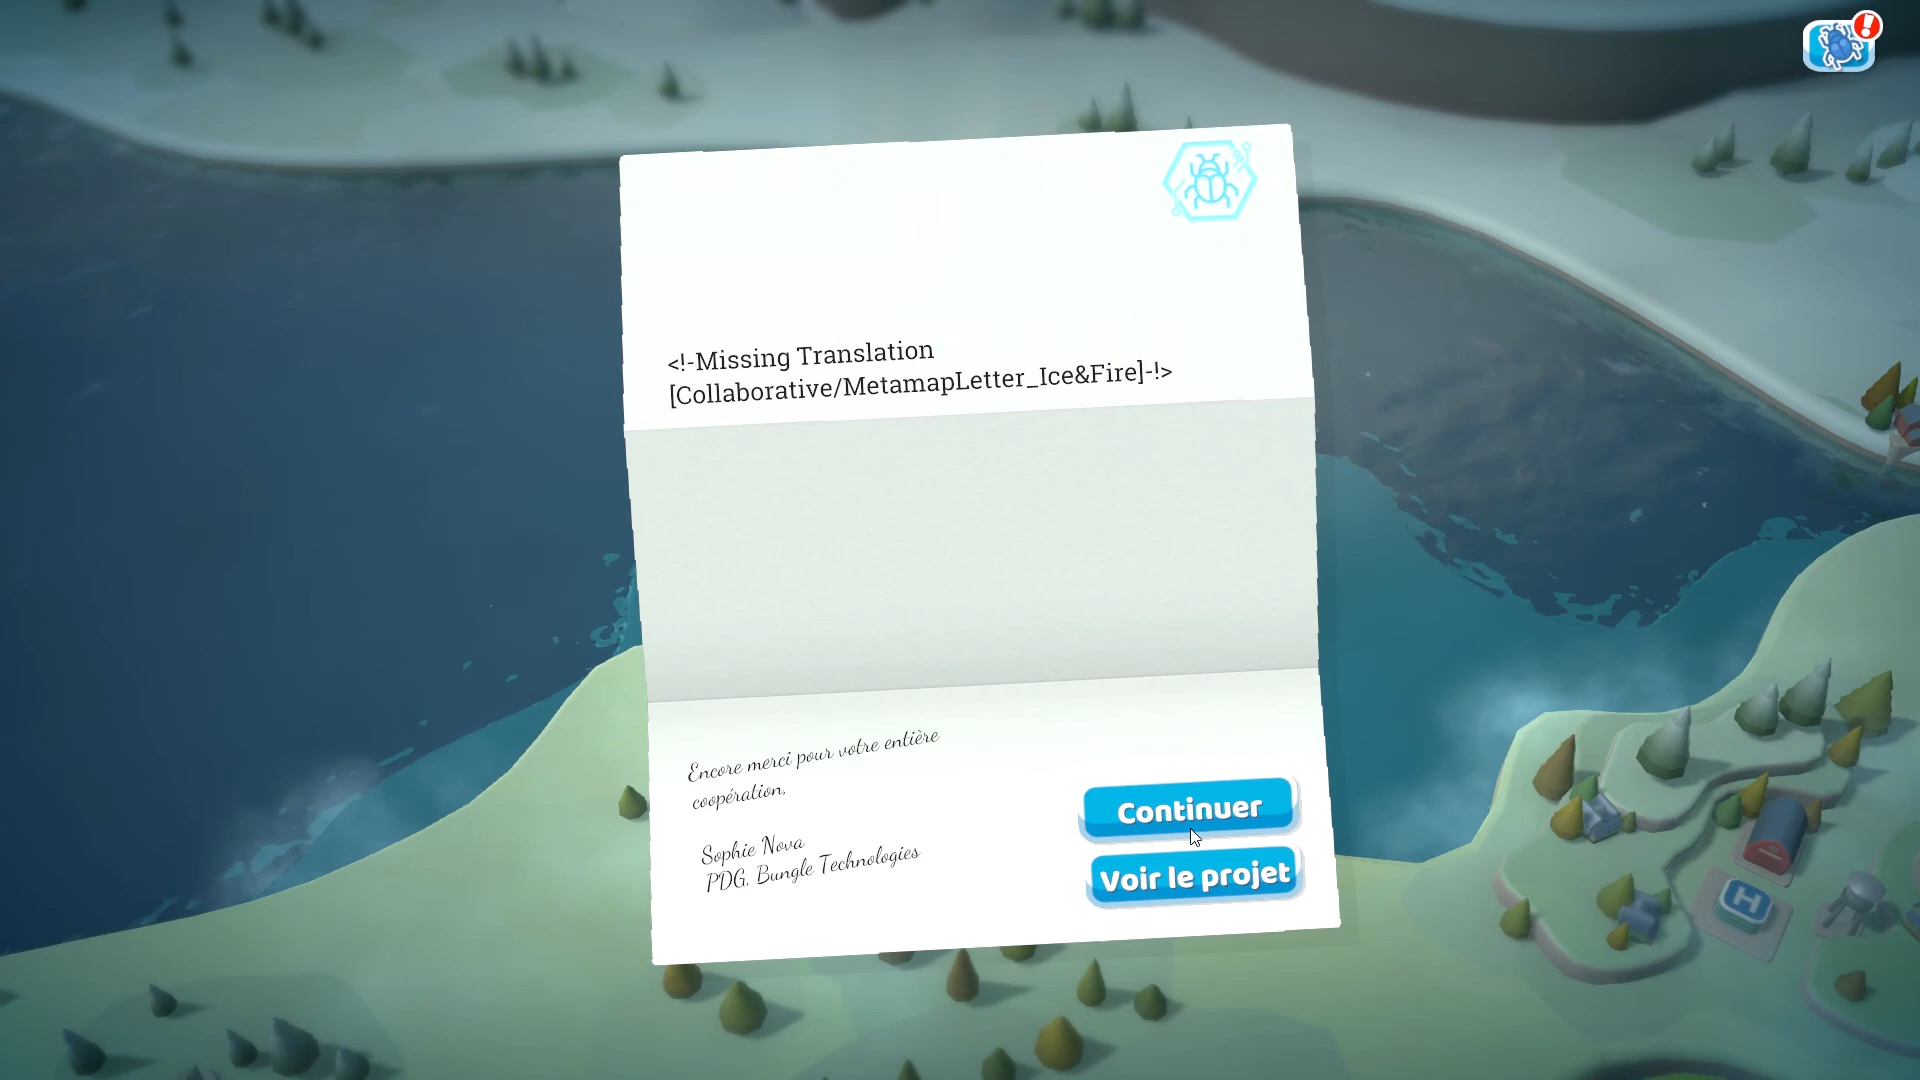 <!-Missing Translation
[Collaborative/MetamapLetter_Ice&Fire]-!>
Encore merci pour votre entière
coopération,
Sophie Nova
PDG, Bungle Technologies
Continuer
Voir le projet
H